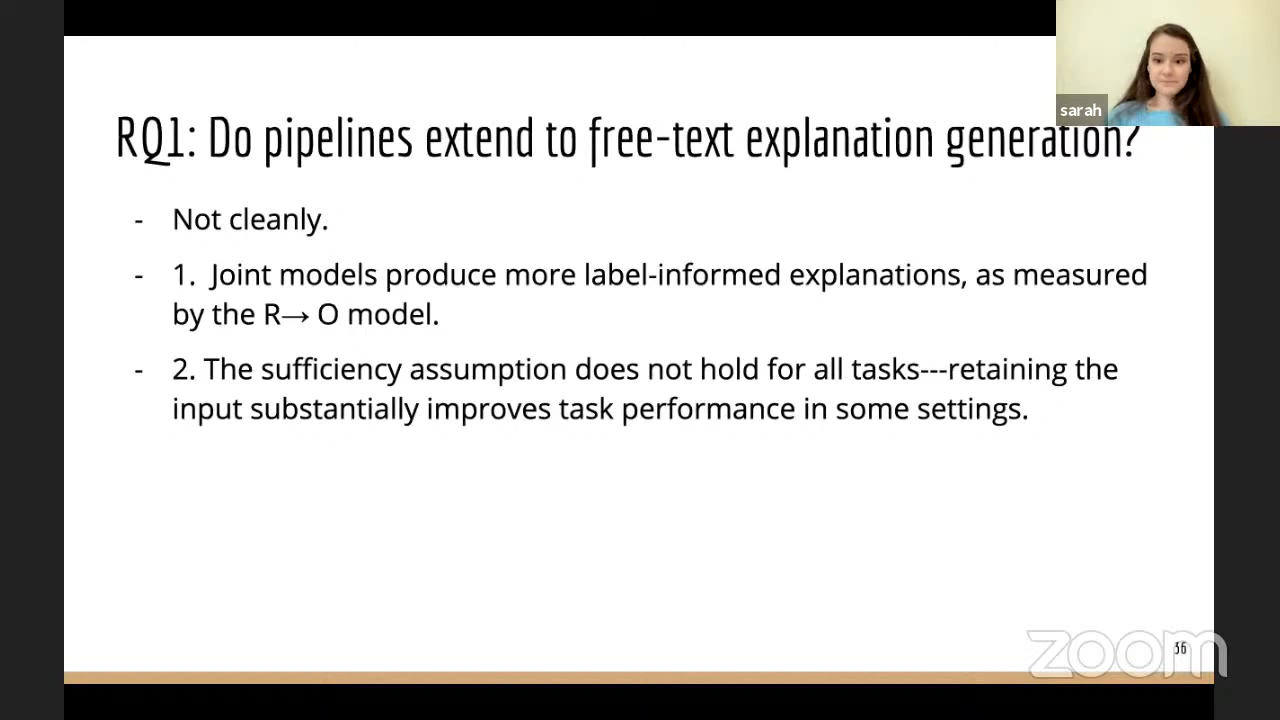 sarah
RQ1: Do pipelines extend to free-text explanation generation?
- Not cleanly.
- 1. Joint models produce more label-informed explanations, as measured
by the R→ O model.
- 2. The sufficiency assumption does not hold for all tasks---retaining the
input substantially improves task performance in some settings.
36
zoom